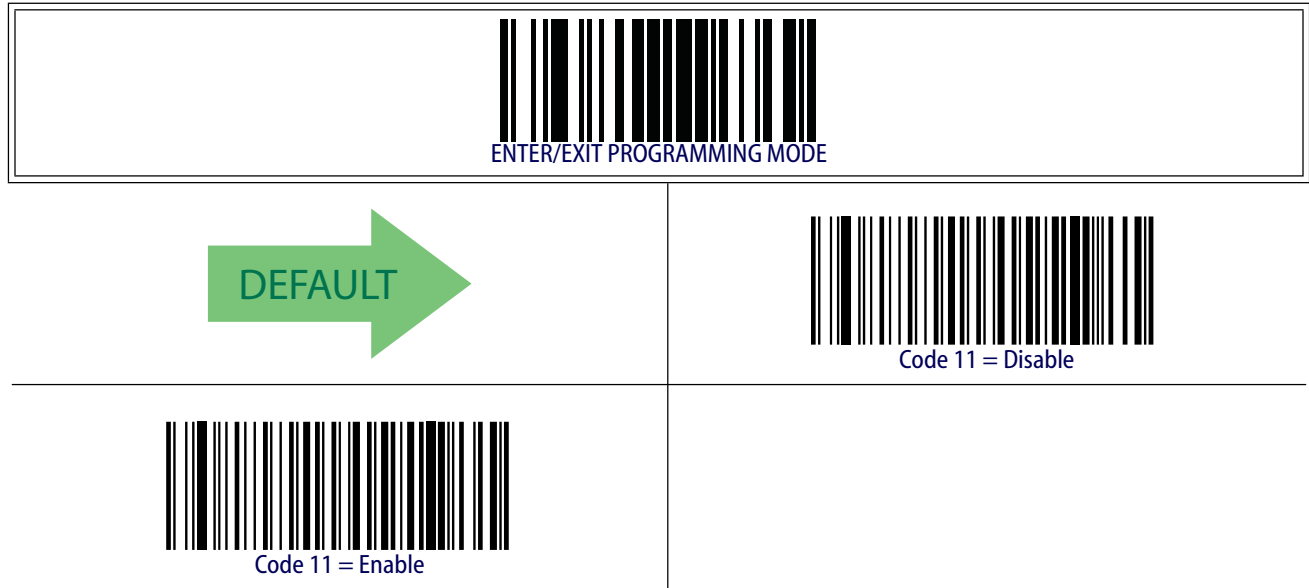 ENTER/EXIT PROGRAMMING MODE
DEFAULT
Code 11 = Disable
Code 11 = Enable